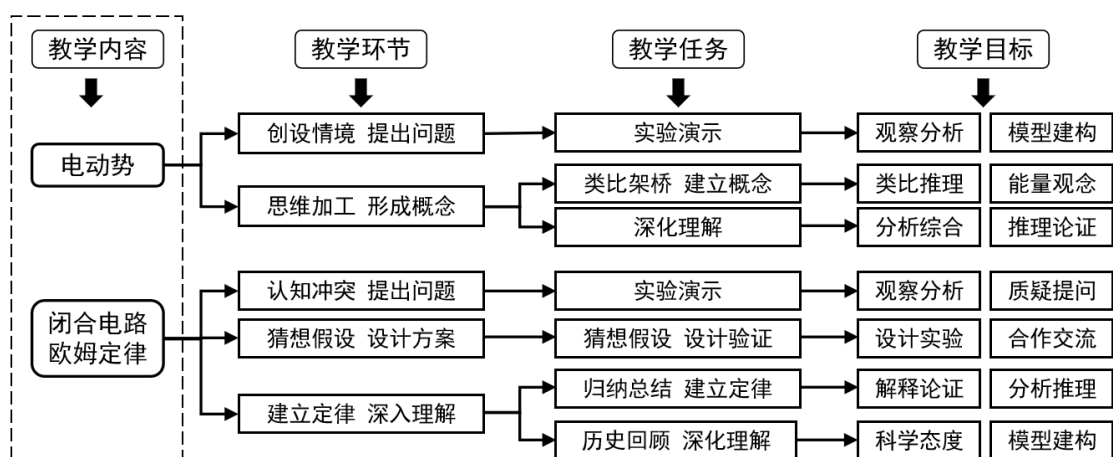 教学内容 教学环节 教学任务 教学目标
电动势
创设情境 提出问题 实验演示 观察分析 模型建构
思维加工 形成概念
类比架桥 建立概念 类比推理 能量观念
深化理解 分析综合 推理论证
闭合电路
欧姆定律
认知冲突 提出问题 实验演示 观察分析 质疑提问
猜想假设 设计方案 猜想假设 设计验证 设计实验 合作交流
建立定律 深入理解
归纳总结 建立定律 解释论证 分析推理
历史回顾 深化理解 科学态度 模型建构